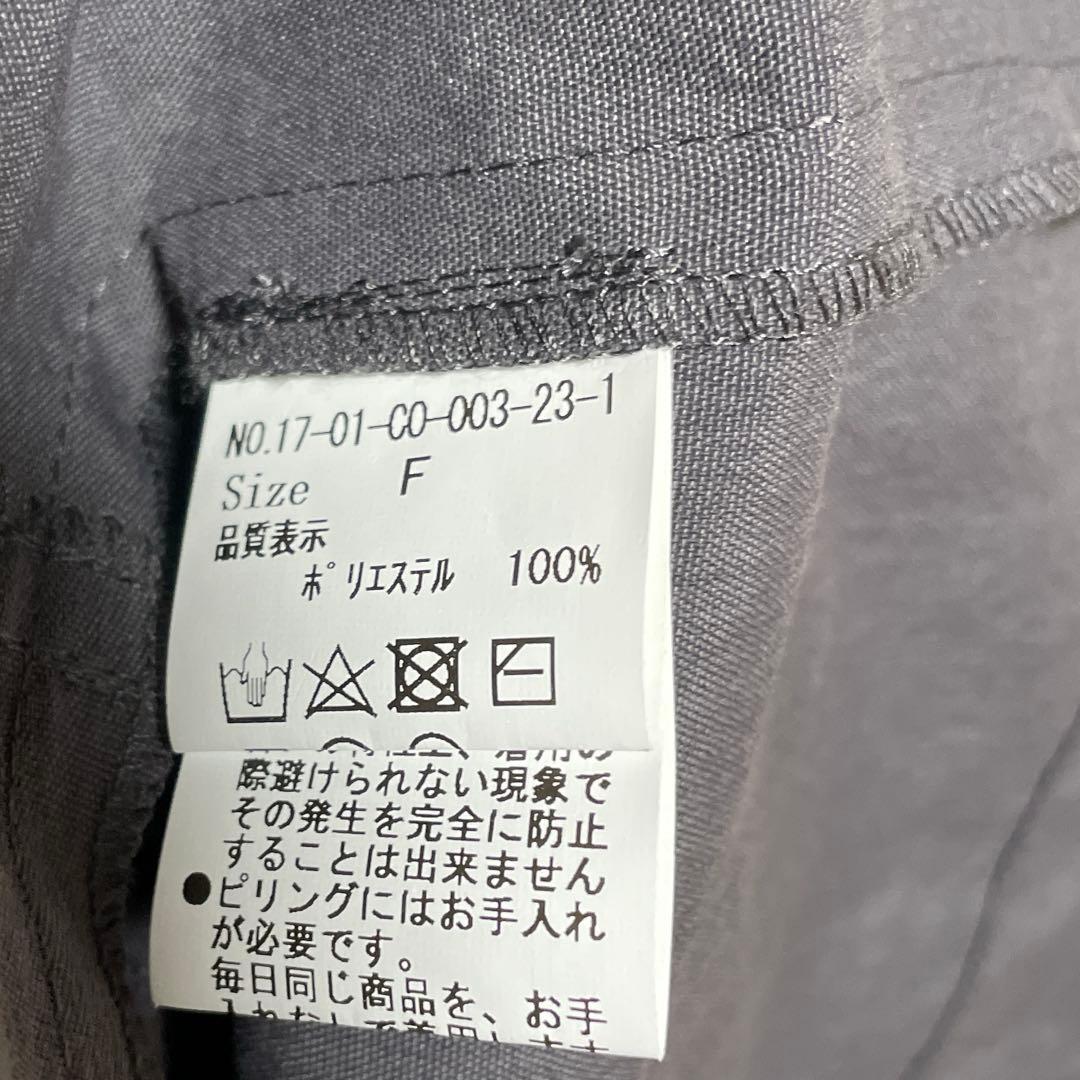 NO.17-01-CO-003-23-1
Size F
品質表示
ポリエステル 100%
際避けられない現象で
その発生を完全に防止
することは出来ません
●ピリングにはお手入れ
が必要です。
毎日同じ商品を、お手